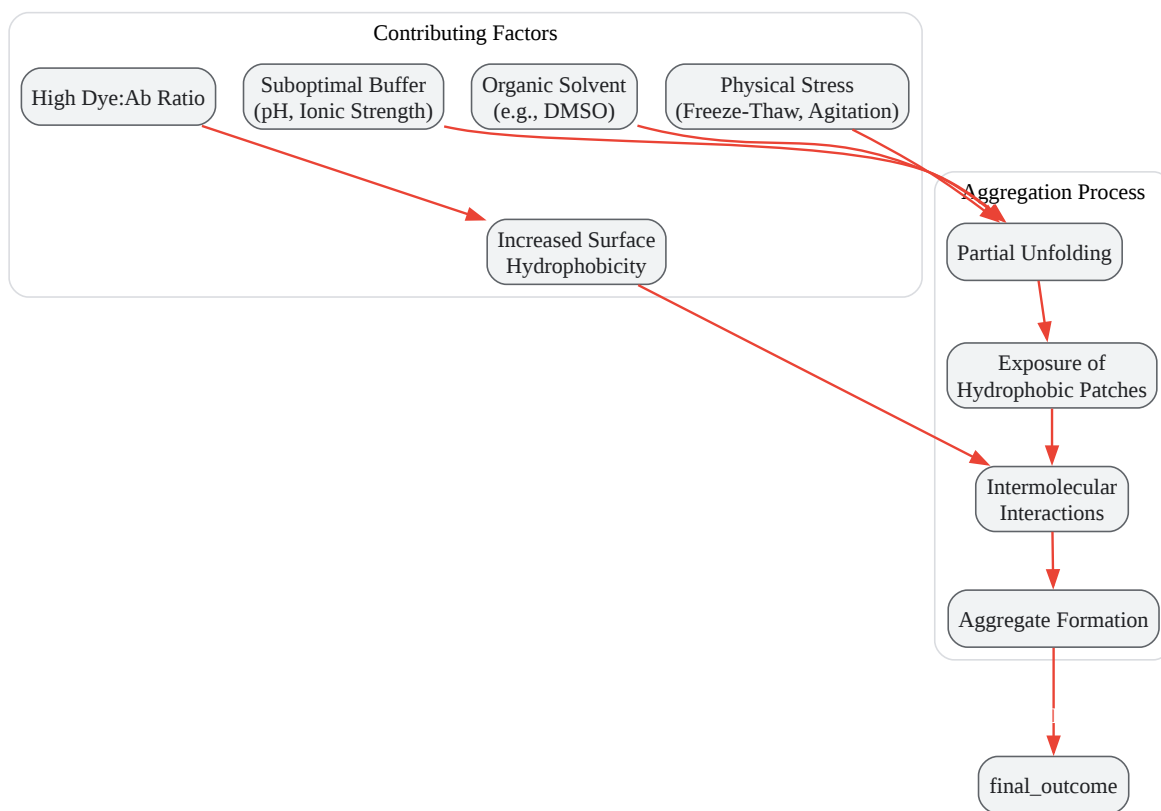 Contributing Factors
High Dye:Ab Ratio
Suboptimal Buffer
(pH, Ionic Strength)
Organic Solvent
(e.g., DMSO)
Physical Stress
(Freeze-Thaw, Agitation)
Increased Surface
Hydrophobicity
Aggregation Process
Partial Unfolding
Exposure of
Hydrophobic Patches
Intermolecular
Interactions
Aggregate Formation
final_outcome